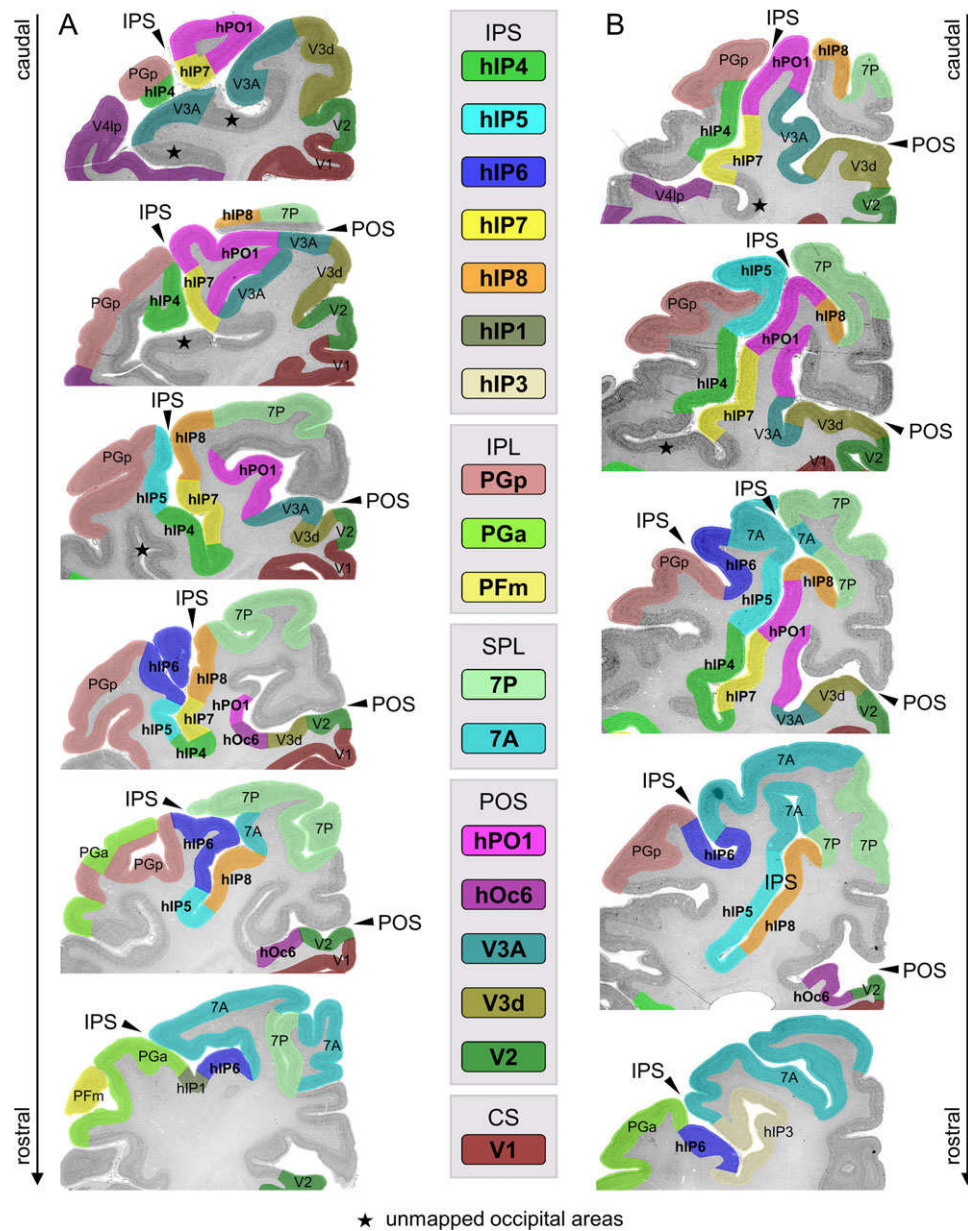 caudal
rostral
A
IPS
hPO1
V3d
PGp
hIP7
hIP4
V3A
V3A
★
★
V2
V4lp
V1
hIP8
7P
POS
IPS
hPO1
V3A
V3d
hIP7
hIP4
V3A
PGp
V2
★
V1
IPS
7P
hIP8
PGp
hPO1
hIP5
hIP7
POS
V3A
V2
hIP4
V3d
★
V1
IPS
7P
hIP6
PGp
hIP8
hPO1
POS
hIP7
V2
hIP5
hOc6
V3d
hIP4
V1
IPS
7P
7A
7P
hIP6
PGa
PGp
hIP8
hIP5
POS
hOc6
V2
V1
7A
IPS
PGa
7P
7A
hIP6
hIP1
PFm
V2
IPS
hIP4
hIP5
hIP6
hIP7
hIP8
hIP1
hIP3
IPL
PGp
PGa
PFm
SPL
7P
7A
POS
hPO1
hOc6
V3A
V3d
V2
CS
V1
B
caudal
rostral
IPS
hIP8
hPO1
PGp
7P
hIP4
V3A
POS
hIP7
V3d
V4lp
V2
★
IPS
7P
hIP5
PGp
hIP8
hPO1
hIP4
hIP7
V3d
V3A
POS
★
V1
V2
IPS
IPS
7A
7A
PGp
hIP6
hIP8
7P
hIP5
hPO1
hIP4
hIP7
V3d
POS
V3A
V2
7A
IPS
7A
PGp
hIP6
7P
7P
IPS
hIP5
hIP8
POS
hOc6
V2
IPS
7A
PGa
hIP6
hIP3
★ unmapped occipital areas